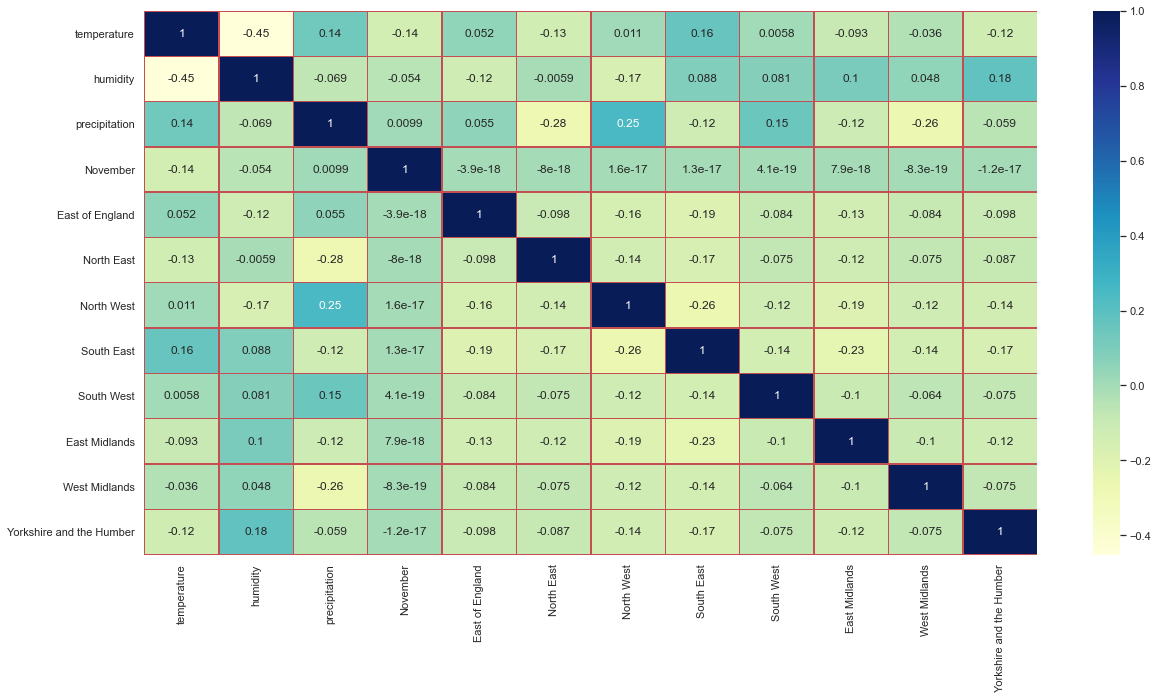 temperature 1 -0.45 0.14 -0.14 0.052 -0.13 0.011 0.16 0.0058 -0.093 -0.036 -0.12
humidity -0.45 1 -0.069 -0.054 -0.12 -0.0059 -0.17 0.088 0.081 0.1 0.048 0.18
precipitation 0.14 -0.069 1 0.0099 0.055 -0.28 0.25 -0.12 0.15 -0.12 -0.26 -0.059
November -0.14 -0.054 0.0099 1 -3.9e-18 -8e-18 1.6e-17 1.3e-17 4.1e-19 7.9e-18 -8.3e-19 -1.2e-17
East of England 0.052 -0.12 0.055 -3.9e-18 1 -0.098 -0.16 -0.19 -0.084 -0.13 -0.084 -0.098
North East -0.13 -0.0059 -0.28 -8e-18 -0.098 1 -0.14 -0.17 -0.075 -0.12 -0.075 -0.087
North West 0.011 -0.17 0.25 1.6e-17 -0.16 -0.14 1 -0.26 -0.12 -0.19 -0.12 -0.14
South East 0.16 0.088 -0.12 1.3e-17 -0.19 -0.17 -0.26 1 -0.14 -0.23 -0.14 -0.17
South West 0.0058 0.081 0.15 4.1e-19 -0.084 -0.075 -0.12 -0.14 1 -0.1 -0.064 -0.075
East Midlands -0.093 0.1 -0.12 7.9e-18 -0.13 -0.12 -0.19 -0.23 -0.1 1 -0.1 -0.12
West Midlands -0.036 0.048 -0.26 -8.3e-19 -0.084 -0.075 -0.12 -0.14 -0.064 -0.1 1 -0.075
Yorkshire and the Humber -0.12 0.18 -0.059 -1.2e-17 -0.098 -0.087 -0.14 -0.17 -0.075 -0.12 -0.075 1
temperature
humidity
precipitation
November
East of England
North East
North West
South East
South West
East Midlands
West Midlands
Yorkshire and the Humber
1.0
0.8
0.6
0.4
0.2
0.0
−0.2
−0.4